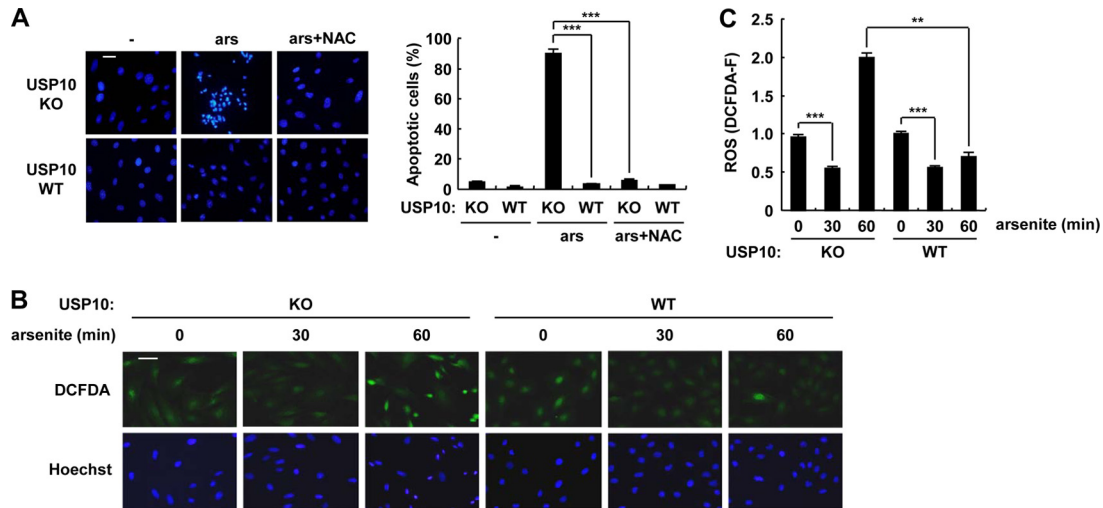 A
- ars ars+NAC
USP10
KO
USP10
WT
Apoptotic cells (%)
100
80
60
40
20
0
*** 
***
USP10: KO WT KO WT KO WT
- ars ars+NAC
C
ROS (DCFDA-F)
2.5
2.0
1.5
1.0
0.5
0
**
*** ***
0 30 60 0 30 60 arsenite (min)
USP10: KO WT
B
USP10: KO WT
arsenite (min) 0 30 60 0 30 60
DCFDA
Hoechst